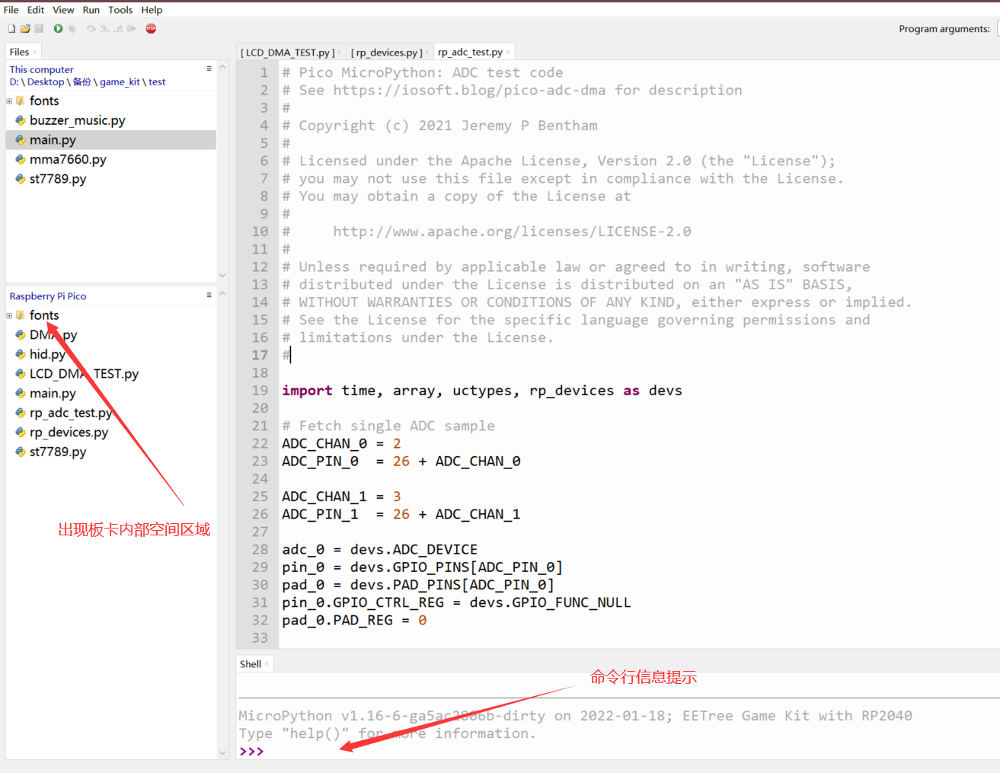 File Edit View Run Tools Help
Program arguments:
Files
This computer
D: \ Desktop \ 备份 \ game_kit \ test
fonts
buzzer_music.py
main.py
mma7660.py
st7789.py
Raspberry Pi Pico
fonts
DMA.py
hid.py
LCD_DMA_TEST.py
main.py
rp_adc_test.py
rp_devices.py
st7789.py
出现板卡内部空间区域
[ LCD_DMA_TEST.py ] [ rp_devices.py ] rp_adc_test.py
1 # Pico MicroPython: ADC test code
2 # See https://iosoft.blog/pico-adc-dma for description
3 #
4 # Copyright (c) 2021 Jeremy P Bentham
5 #
6 # Licensed under the Apache License, Version 2.0 (the "License");
7 # you may not use this file except in compliance with the License.
8 # You may obtain a copy of the License at
9 #
10 #     http://www.apache.org/licenses/LICENSE-2.0
11 #
12 # Unless required by applicable law or agreed to in writing, software
13 # distributed under the License is distributed on an "AS IS" BASIS,
14 # WITHOUT WARRANTIES OR CONDITIONS OF ANY KIND, either express or implied.
15 # See the License for the specific language governing permissions and
16 # limitations under the License.
17 #
18
19 import time, array, uctypes, rp_devices as devs
20
21 # Fetch single ADC sample
22 ADC_CHAN_0 = 2
23 ADC_PIN_0  = 26 + ADC_CHAN_0
24
25 ADC_CHAN_1 = 3
26 ADC_PIN_1  = 26 + ADC_CHAN_1
27
28 adc_0 = devs.ADC_DEVICE
29 pin_0 = devs.GPIO_PINS[ADC_PIN_0]
30 pad_0 = devs.PAD_PINS[ADC_PIN_0]
31 pin_0.GPIO_CTRL_REG = devs.GPIO_FUNC_NULL
32 pad_0.PAD_REG = 0
33
Shell
命令行信息提示
MicroPython v1.16-6-ga5ac2806b-dirty on 2022-01-18; EETree Game Kit with RP2040
Type "help()" for more information.
>>>